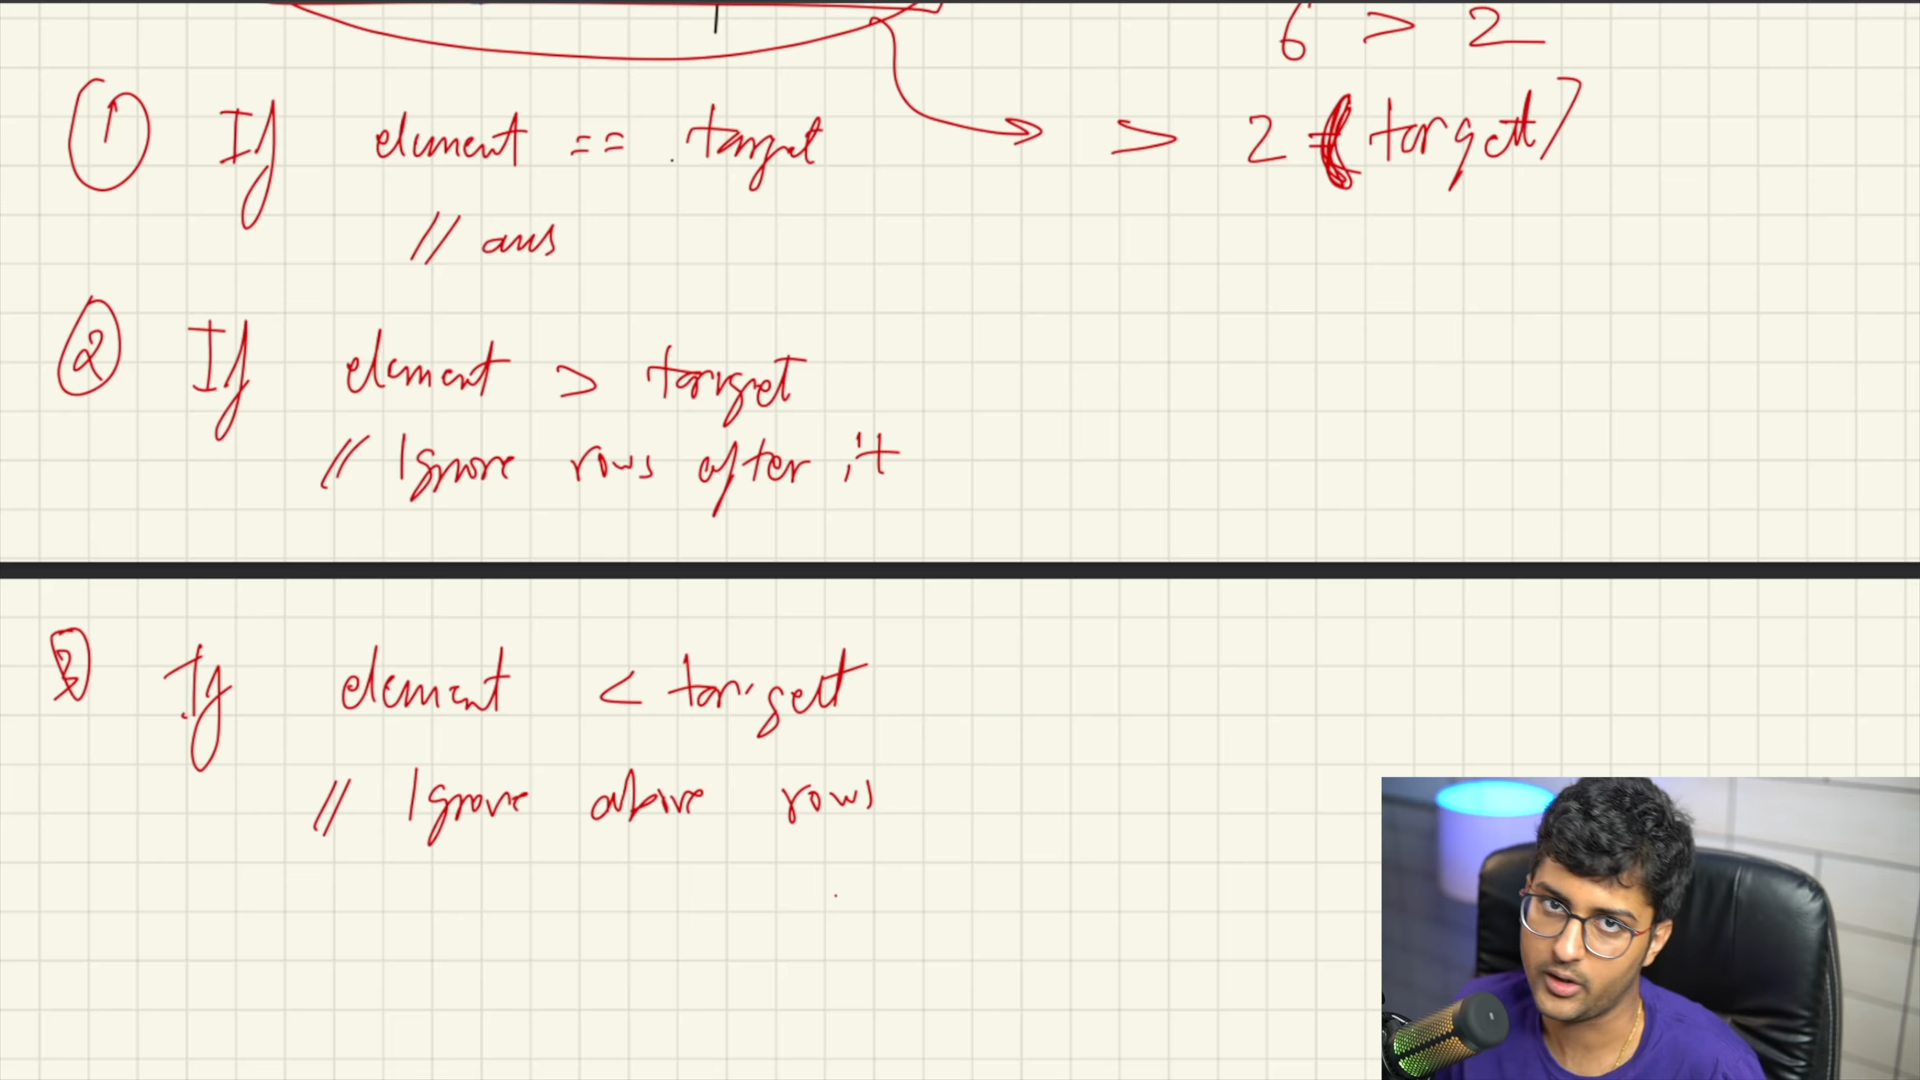 6 > 2
① If element == target > 2 (target)
// ans
② If element > target
// Ignore rows after it
③ If element < target
// Ignore above rows